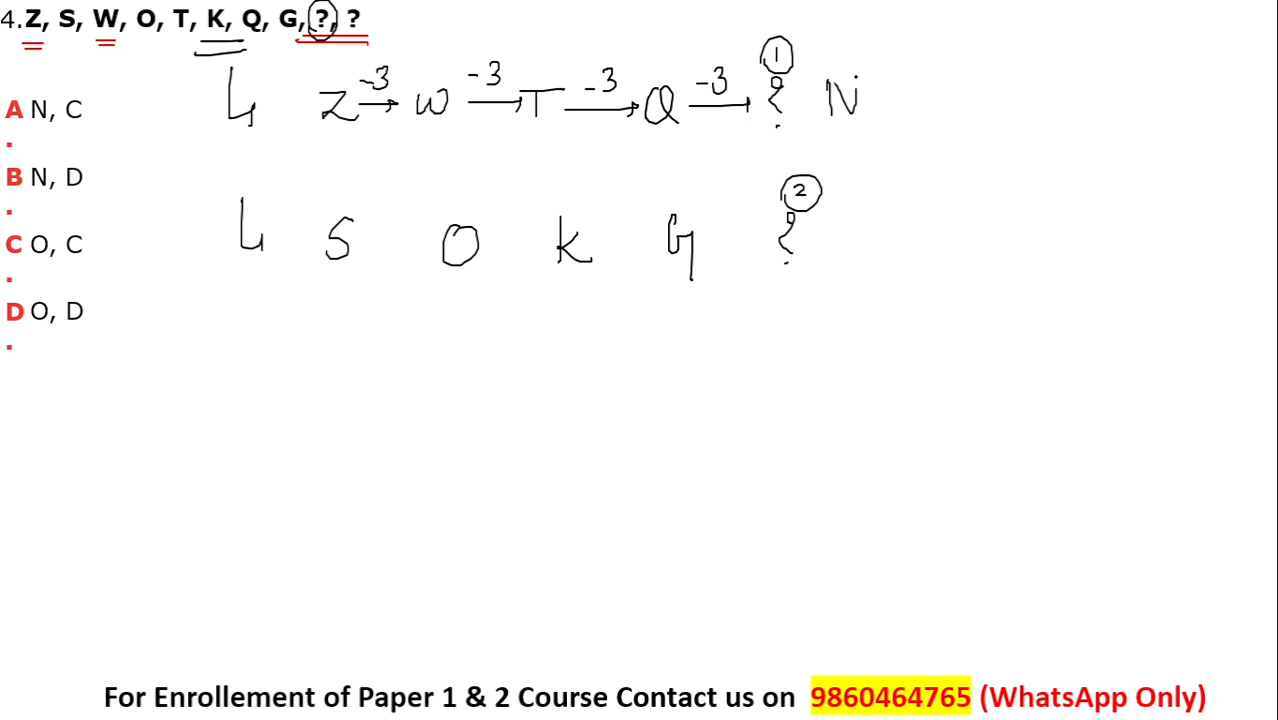 4.Z, S, W, O, T, K, Q, G, ?, ?
-3 -3 -3 -3 1
Z W T Q ? N
A N, C
.
2
B N, D
.
S O K G ?
C O, C
.
D O, D
.
For Enrollement of Paper 1 & 2 Course Contact us on 9860464765 (WhatsApp Only)